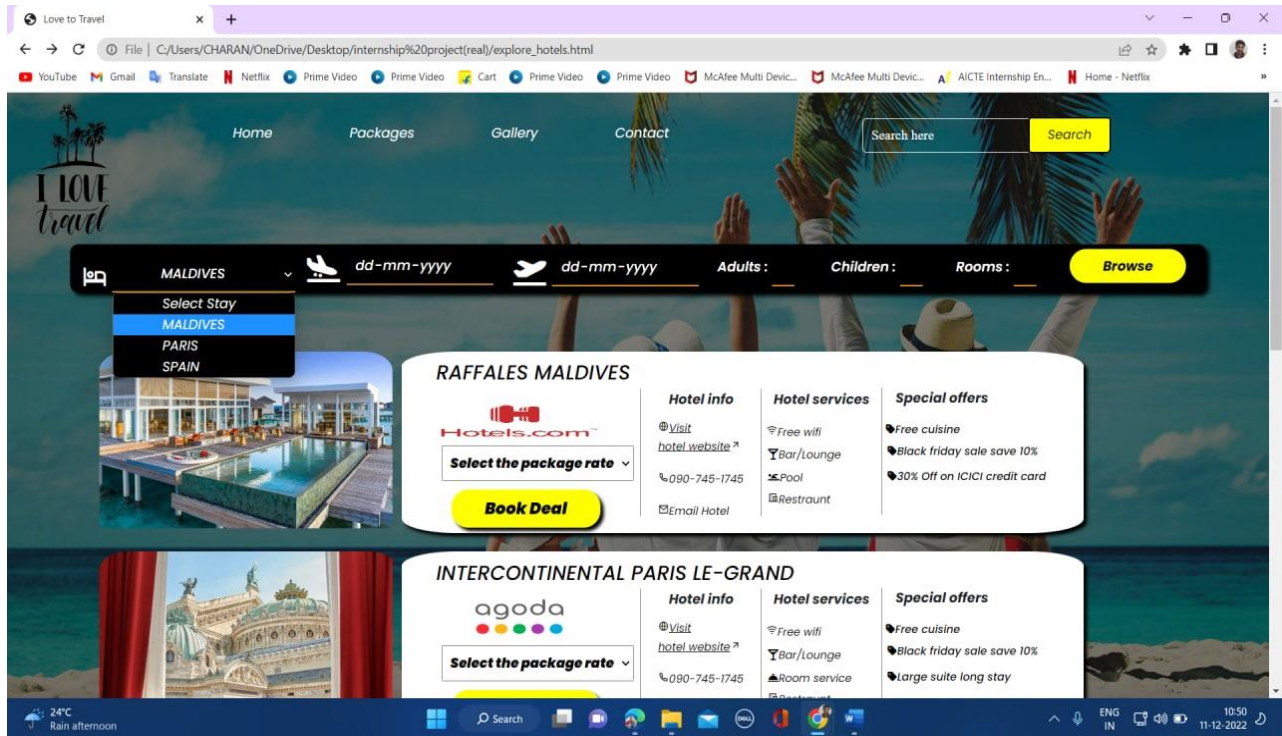 Love to Travel
File | C:/Users/CHARAN/OneDrive/Desktop/internship%20project(real)/explore_hotels.html
YouTube Gmail Translate Netflix Prime Video Prime Video Cart Prime Video Prime Video McAfee Multi Devic... McAfee Multi Devic... AICTE Internship En... Home - Netflix »
Home Packages Gallery Contact Search here Search
I LOVE
travel
MALDIVES dd-mm-yyyy dd-mm-yyyy Adults : Children : Rooms : Browse
Select Stay
MALDIVES
PARIS
SPAIN
RAFFALES MALDIVES
Hotels.com
Select the package rate
Book Deal
Hotel info
Visit
hotel website
090-745-1745
Email Hotel
Hotel services
Free wifi
Bar/Lounge
Pool
Restraunt
Special offers
Free cuisine
Black friday sale save 10%
30% Off on ICICI credit card
INTERCONTINENTAL PARIS LE-GRAND
agoda
Select the package rate
Hotel info
Visit
hotel website
090-745-1745
Hotel services
Free wifi
Bar/Lounge
Room service
Restraunt
Special offers
Free cuisine
Black friday sale save 10%
Large suite long stay
24°C
Rain afternoon
Search
DELL
ENG
IN
10:50
11-12-2022